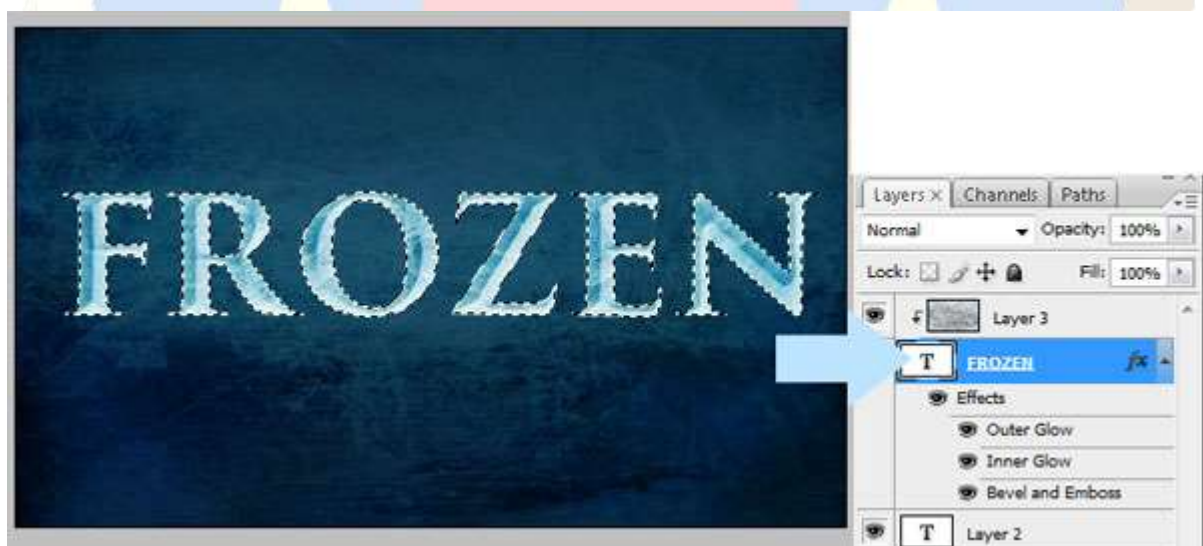 FROZEN
Layers × Channels Paths
Normal Opacity: 100%
Lock: Fill: 100%
Layer 3
T FROZEN fx
Effects
Outer Glow
Inner Glow
Bevel and Emboss
T Layer 2